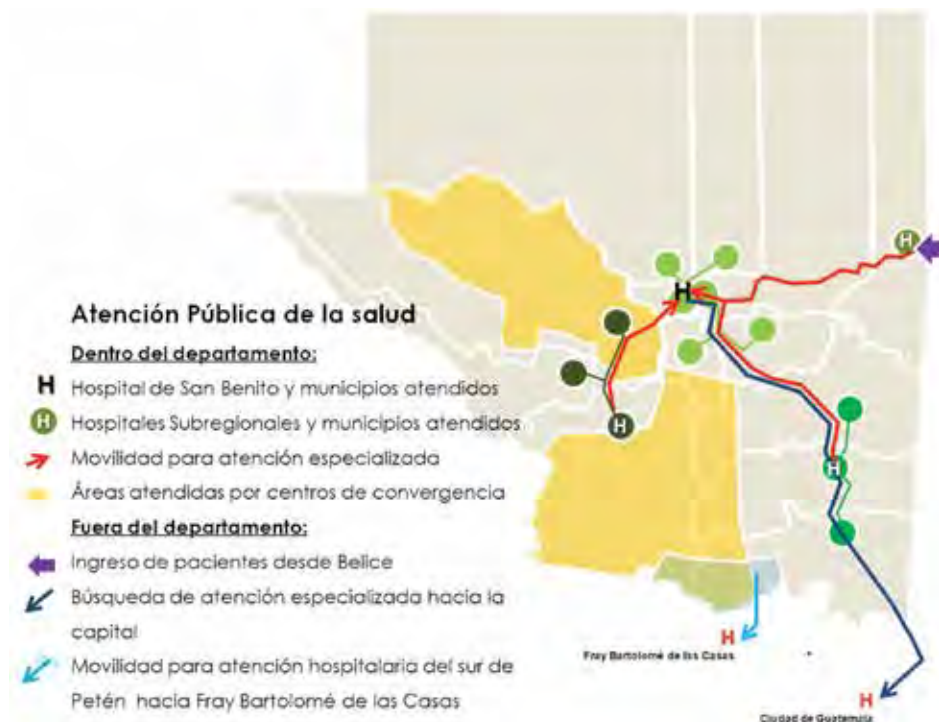 H
H
H
H
Atención Pública de la salud
Dentro del departamento:
H Hospital de San Benito y municipios atendidos
H Hospitales Subregionales y municipios atendidos
Movilidad para atención especializada
Áreas atendidas por centros de convergencia
Fuera del departamento:
Ingreso de pacientes desde Belice
Búsqueda de atención especializada hacia la
capital
Movilidad para atención hospitalaria del sur de
Petén hacia Fray Bartolomé de las Casas
H
Fray Bartolomé de las Casas
H
Ciudad de Guatemala